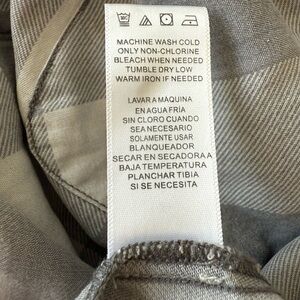 MACHINE WASH COLD
ONLY NON-CHLORINE
BLEACH WHEN NEEDED
TUMBLE DRY LOW
WARM IRON IF NEEDED
LAVAR A MAQUINA
EN AGUA FRÍA
SIN CLORO CUANDO
SEA NECESARIO
SOLAMENTE USAR
BLANQUEADOR
SECAR EN SECADORA A
BAJA TEMPERATURA
PLANCHAR TIBIA
SI SE NECESITA